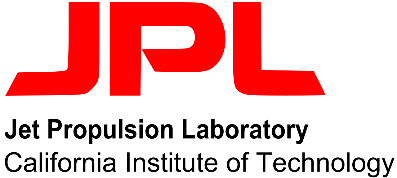 JPL
Jet Propulsion Laboratory
California Institute of Technology